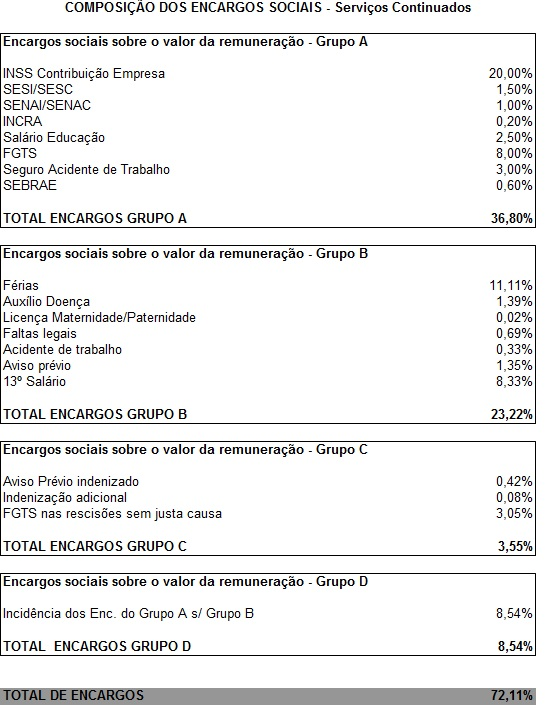 COMPOSIÇÃO DOS ENCARGOS SOCIAIS - Serviços Continuados
Encargos sociais sobre o valor da remuneração - Grupo A
INSS Contribuição Empresa 20,00%
SESI/SESC 1,50%
SENAI/SENAC 1,00%
INCRA 0,20%
Salário Educação 2,50%
FGTS 8,00%
Seguro Acidente de Trabalho 3,00%
SEBRAE 0,60%
TOTAL ENCARGOS GRUPO A 36,80%
Encargos sociais sobre o valor da remuneração - Grupo B
Férias 11,11%
Auxílio Doença 1,39%
Licença Maternidade/Paternidade 0,02%
Faltas legais 0,69%
Acidente de trabalho 0,33%
Aviso prévio 1,35%
13º Salário 8,33%
TOTAL ENCARGOS GRUPO B 23,22%
Encargos sociais sobre o valor da remuneração - Grupo C
Aviso Prévio indenizado 0,42%
Indenização adicional 0,08%
FGTS nas rescisões sem justa causa 3,05%
TOTAL ENCARGOS GRUPO C 3,55%
Encargos sociais sobre o valor da remuneração - Grupo D
Incidência dos Enc. do Grupo A s/ Grupo B 8,54%
TOTAL ENCARGOS GRUPO D 8,54%
TOTAL DE ENCARGOS 72,11%